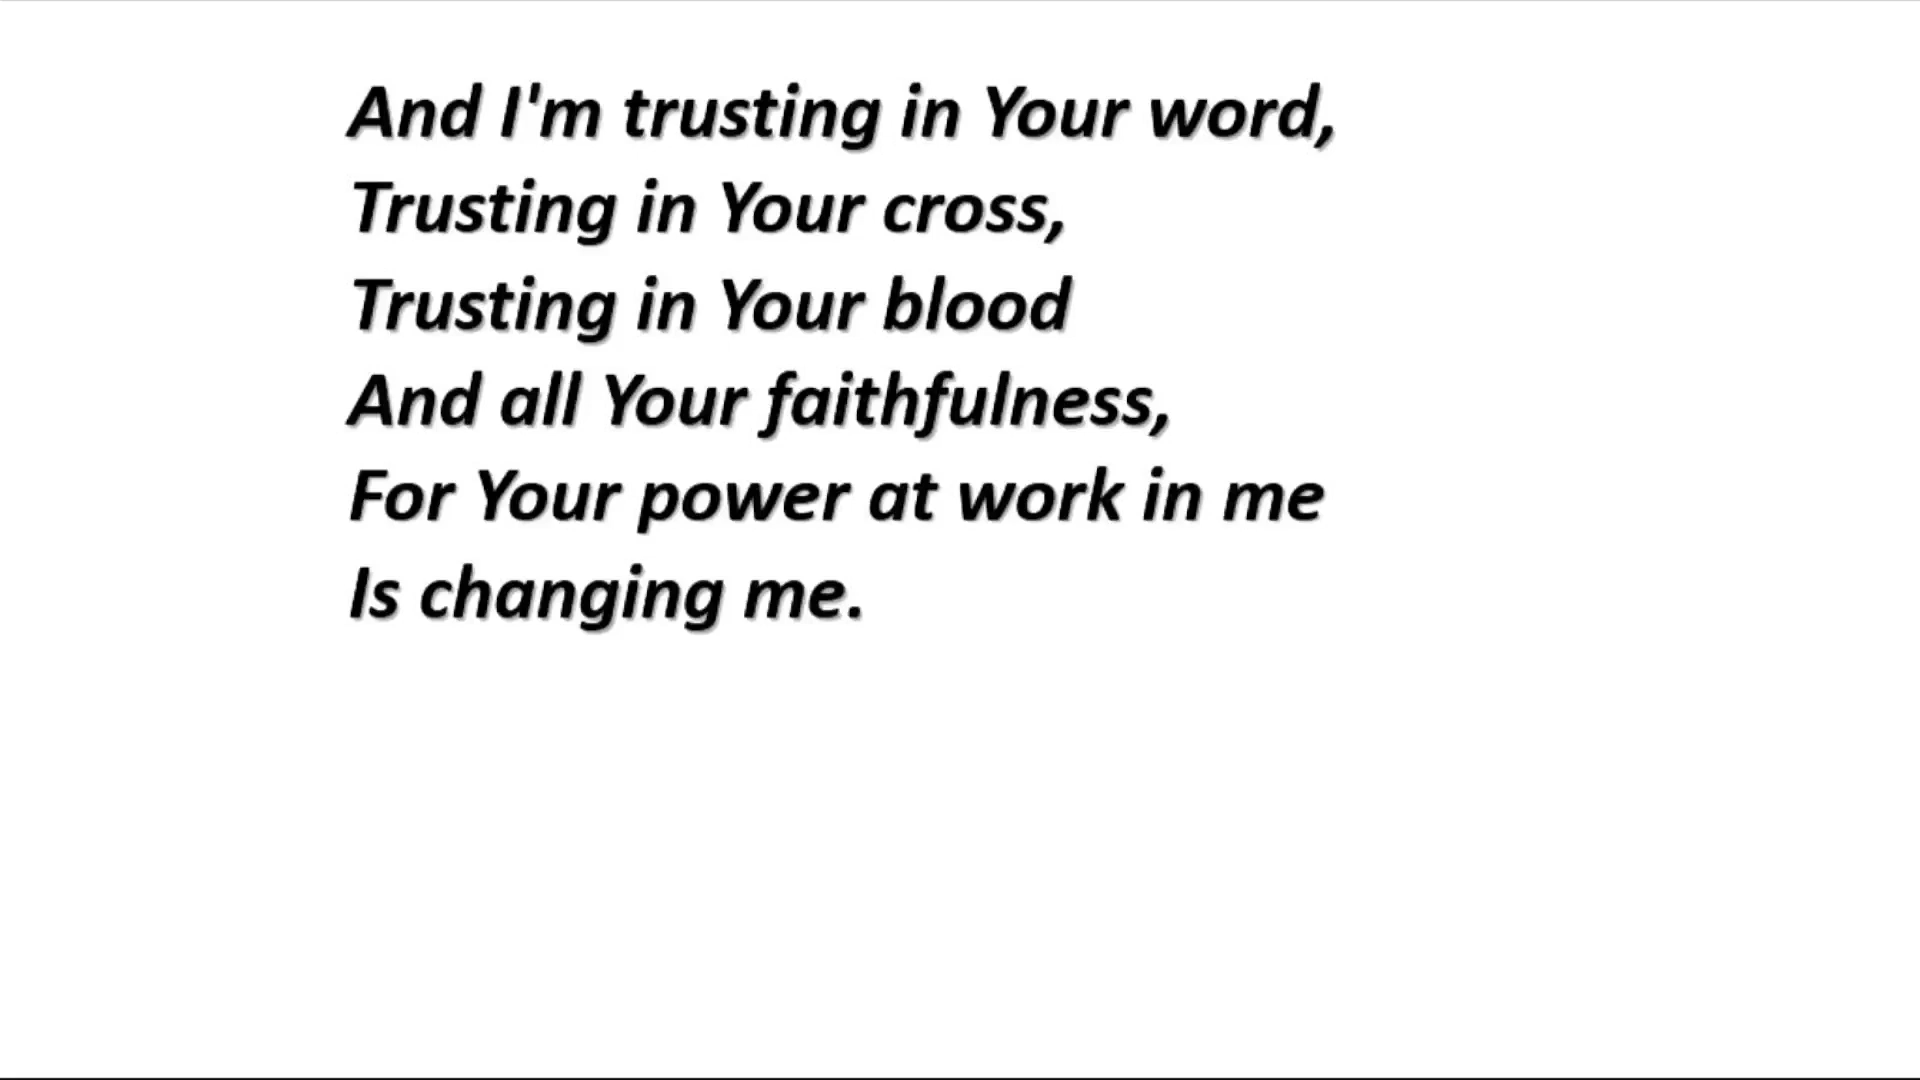 And I'm trusting in Your word,
Trusting in Your cross,
Trusting in Your blood
And all Your faithfulness,
For Your power at work in me
Is changing me.